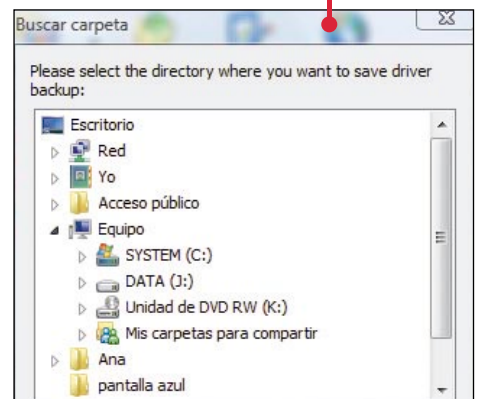 Buscar carpeta
Please select the directory where you want to save driver
backup:
Escritorio
Red
Yo
Acceso público
Equipo
SYSTEM (C:)
DATA (J:)
Unidad de DVD RW (K:)
Mis carpetas para compartir
Ana
pantalla azul